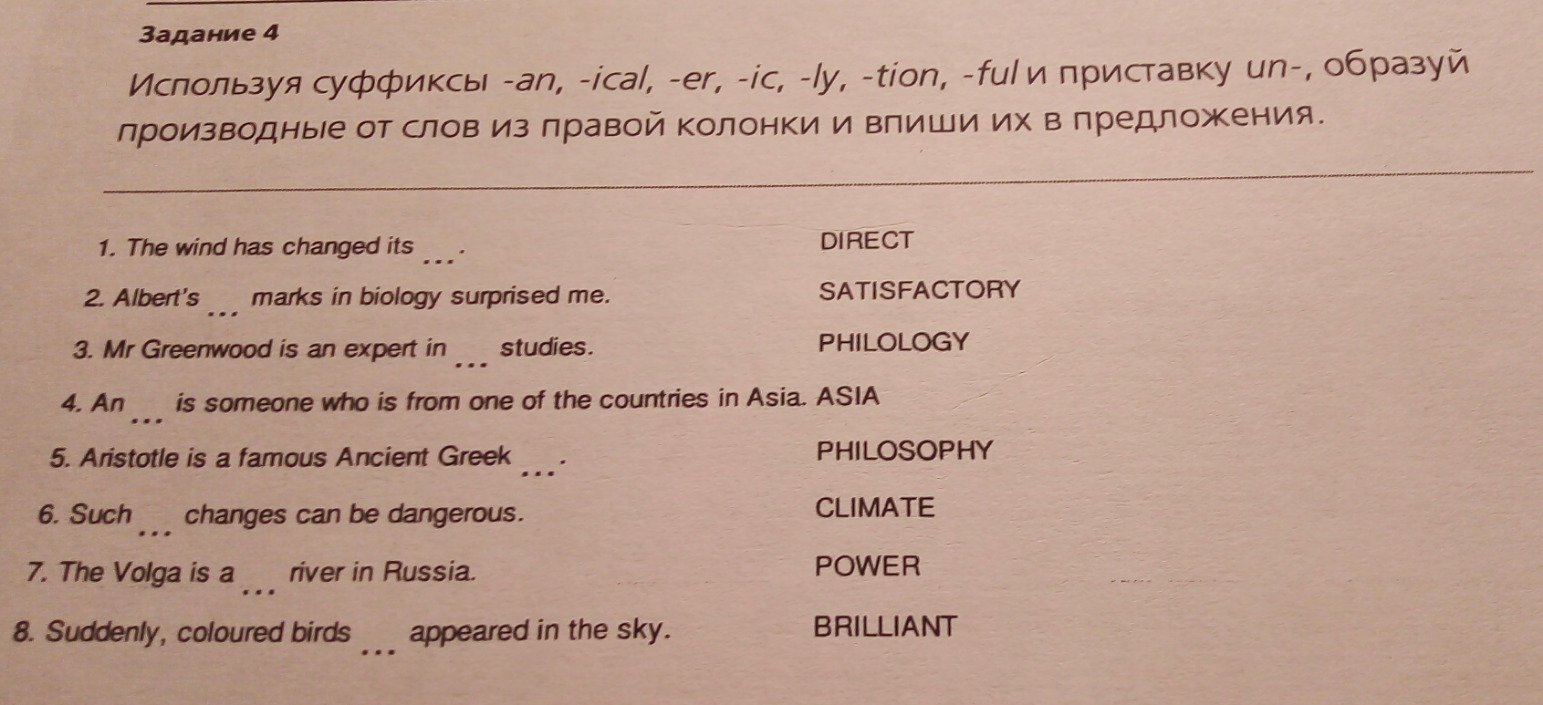 Задание 4
Используя суффиксы -an, -ical, -er, -ic, -ly, -tion, -ful и приставку un-, образуй
производные от слов из правой колонки и впиши их в предложения.
1. The wind has changed its .... DIRECT
2. Albert's ... marks in biology surprised me. SATISFACTORY
3. Mr Greenwood is an expert in ... studies. PHILOLOGY
4. An ... is someone who is from one of the countries in Asia. ASIA
5. Aristotle is a famous Ancient Greek .... PHILOSOPHY
6. Such ... changes can be dangerous. CLIMATE
7. The Volga is a ... river in Russia. POWER
8. Suddenly, coloured birds ... appeared in the sky. BRILLIANT